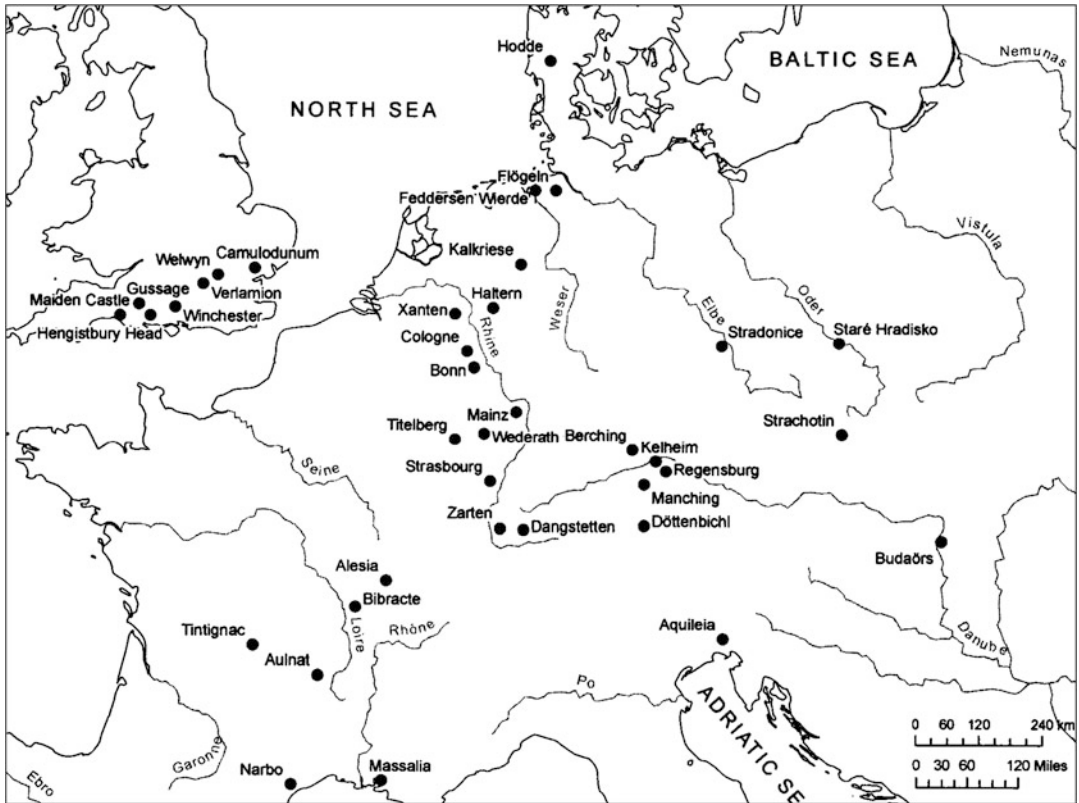 Hodde
BALTIC SEA
Nemunas
NORTH SEA
Flögeln
Feddersen Wierde
Vistula
Kalkriese
Camulodunum
Welwyn
Verlamion
Gussage
Maiden Castle
Winchester
Hengistbury Head
Haltern
Xanten
Rhine
Weser
Elbe
Oder
Stradonice
Staré Hradisko
Cologne
Bonn
Mainz
Titelberg
Wederath
Berching
Kelheim
Strachotin
Seine
Strasbourg
Regensburg
Manching
Zarten
Dangstetten
Döttenbichl
Budaörs
Alesia
Bibracte
Loire
Rhône
Tintignac
Aulnat
Aquileia
Danube
Po
ADRIATIC SE
Garonne
Ebro
Narbo
Massalia
0 60 120 240 km
0 30 60 120 Miles